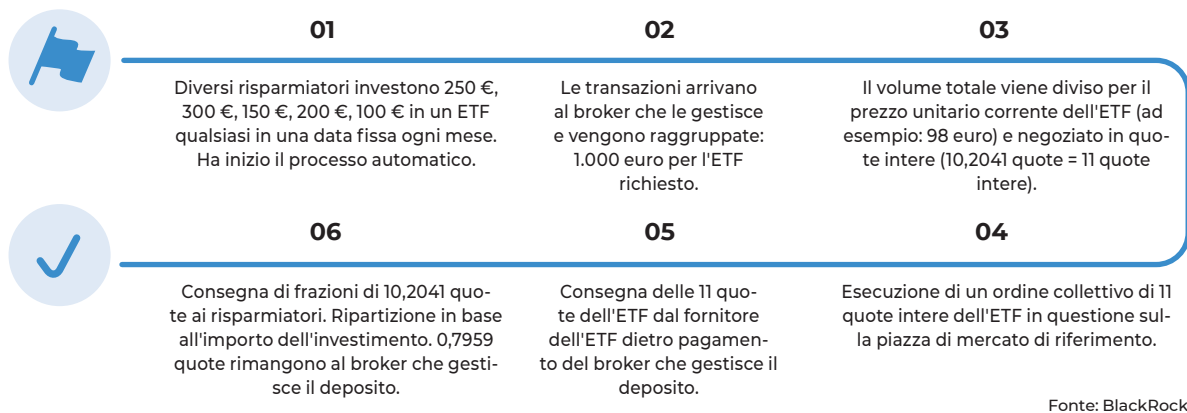 01
Diversi risparmiatori investono 250 €,
300 €, 150 €, 200 €, 100 € in un ETF
qualsiasi in una data fissa ogni mese.
Ha inizio il processo automatico.
02
Le transazioni arrivano
al broker che le gestisce
e vengono raggruppate:
1.000 euro per l'ETF
richiesto.
03
Il volume totale viene diviso per il
prezzo unitario corrente dell'ETF (ad
esempio: 98 euro) e negoziato in quo-
te intere (10,2041 quote = 11 quote
intere).
04
Esecuzione di un ordine collettivo di 11
quote intere dell'ETF in questione sul-
la piazza di mercato di riferimento.
05
Consegna delle 11 quo-
te dell'ETF dal fornitore
dell'ETF dietro pagamen-
to del broker che gestisce il
deposito.
06
Consegna di frazioni di 10,2041 quo-
te ai risparmiatori. Ripartizione in base
all'importo dell'investimento. 0,7959
quote rimangono al broker che gesti-
sce il deposito.
Fonte: BlackRock